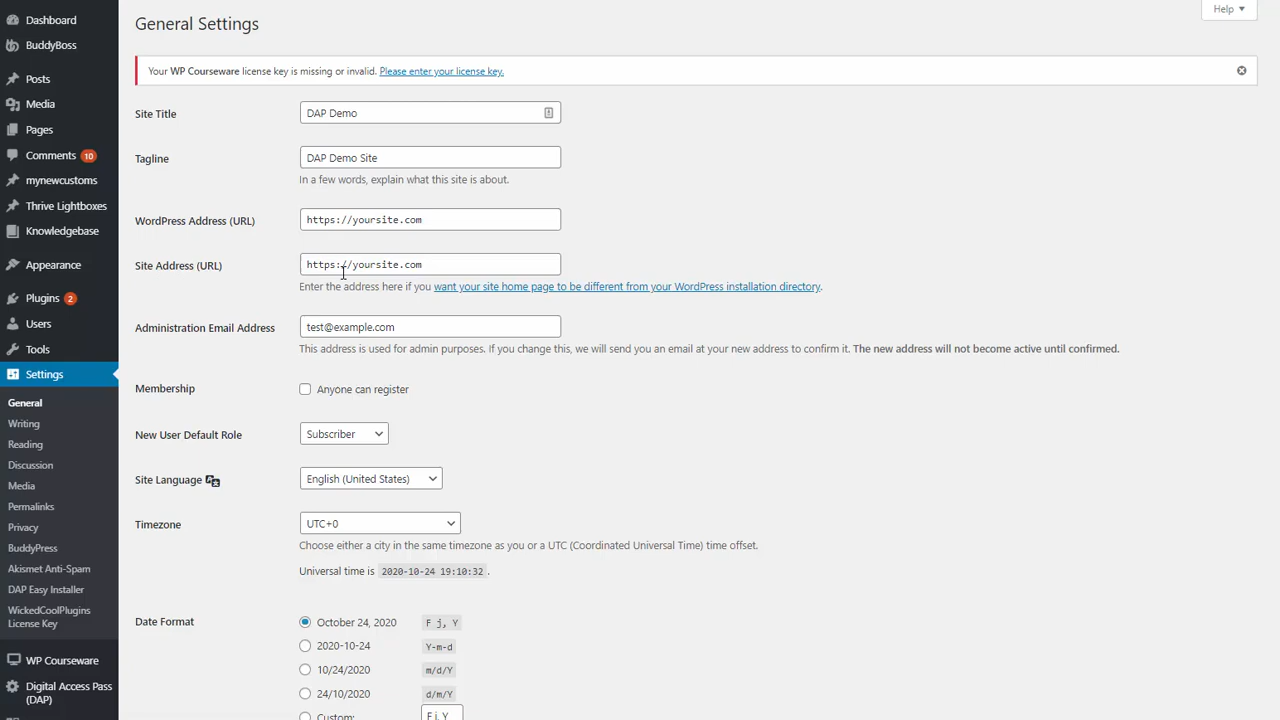 Dashboard
BuddyBoss
Posts
Media
Pages
Comments 10
mynewcustoms
Thrive Lightboxes
Knowledgebase
Appearance
Plugins 2
Users
Tools
Settings
General
Writing
Reading
Discussion
Media
Permalinks
Privacy
BuddyPress
Akismet Anti-Spam
DAP Easy Installer
WickedCoolPlugins
License Key
WP Courseware
Digital Access Pass
(DAP)
Help
General Settings
Your WP Courseware license key is missing or invalid. Please enter your license key.
Site Title
DAP Demo
Tagline
DAP Demo Site
In a few words, explain what this site is about.
WordPress Address (URL)
https://yoursite.com
Site Address (URL)
https://yoursite.com
Enter the address here if you want your site home page to be different from your WordPress installation directory.
Administration Email Address
test@example.com
This address is used for admin purposes. If you change this, we will send you an email at your new address to confirm it. The new address will not become active until confirmed.
Membership
Anyone can register
New User Default Role
Subscriber
Site Language
English (United States)
Timezone
UTC+0
Choose either a city in the same timezone as you or a UTC (Coordinated Universal Time) time offset.
Universal time is 2020-10-24 19:10:32 .
Date Format
October 24, 2020 F j, Y
2020-10-24 Y-m-d
10/24/2020 m/d/Y
24/10/2020 d/m/Y
Custom: F j, Y